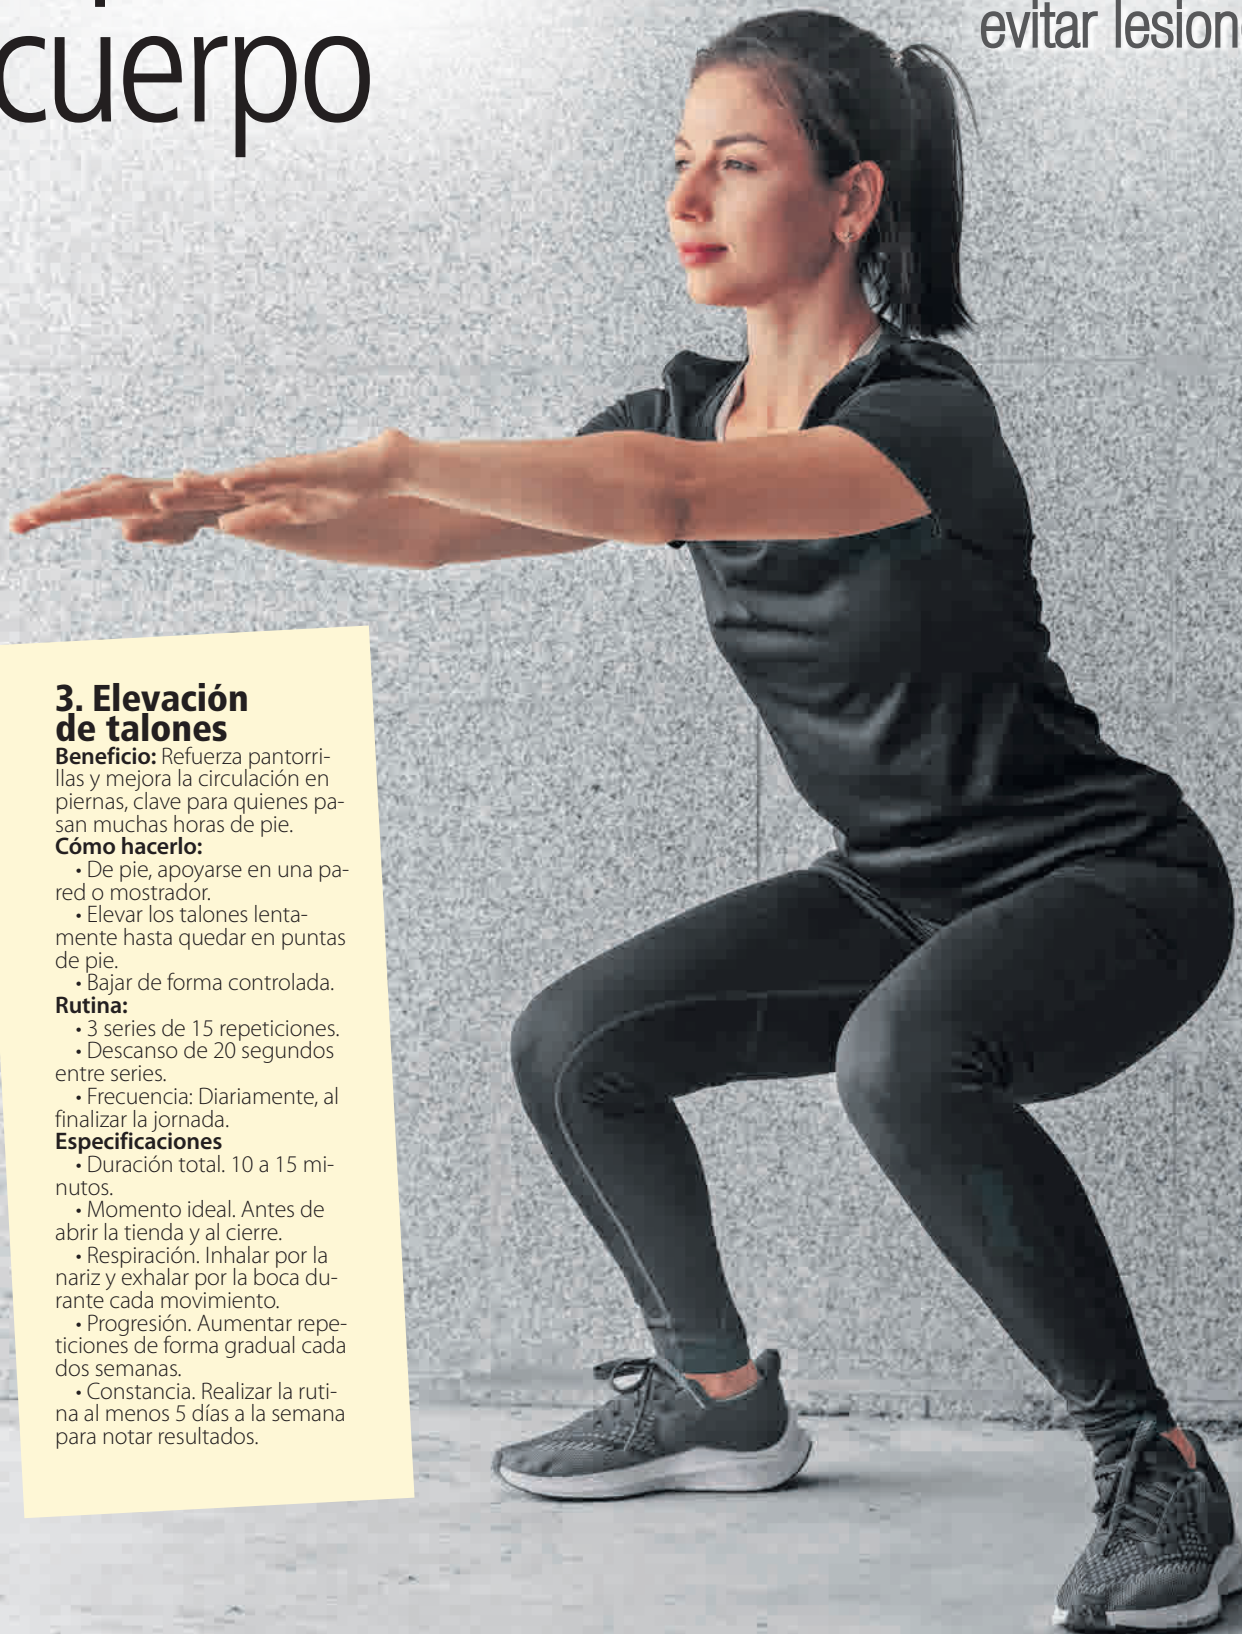 cuerpo
evitar
3. Elevación
de talones
Beneficio: Refuerza pantorri-
llas y mejora la circulación en
piernas, clave para quienes pa-
san muchas horas de pie.
Cómo hacerlo:
• De pie, apoyarse en una pa-
red o mostrador.
• Elevar los talones lenta-
mente hasta quedar en puntas
de pie.
• Bajar de forma controlada.
Rutina:
• 3 series de 15 repeticiones.
• Descanso de 20 segundos
entre series.
• Frecuencia: Diariamente, al
finalizar la jornada.
Especificaciones
• Duración total. 10 a 15 mi-
nutos.
• Momento ideal. Antes de
abrir la tienda y al cierre.
• Respiración. Inhalar por la
nariz y exhalar por la boca du-
rante cada movimiento.
• Progresión. Aumentar repe-
ticiones de forma gradual cada
dos semanas.
• Constancia. Realizar la ruti-
na al menos 5 días a la semana
para notar resultados.